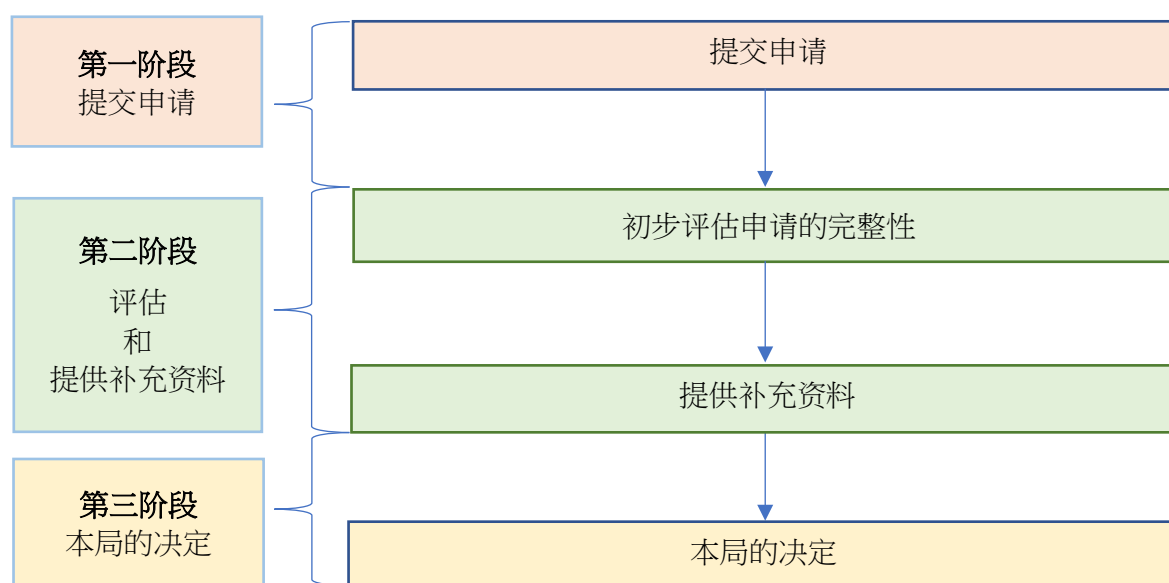 第一阶段
提交申请
提交申请
第二阶段
评估
和
提供补充资料
初步评估申请的完整性
提供补充资料
第三阶段
本局的决定
本局的决定